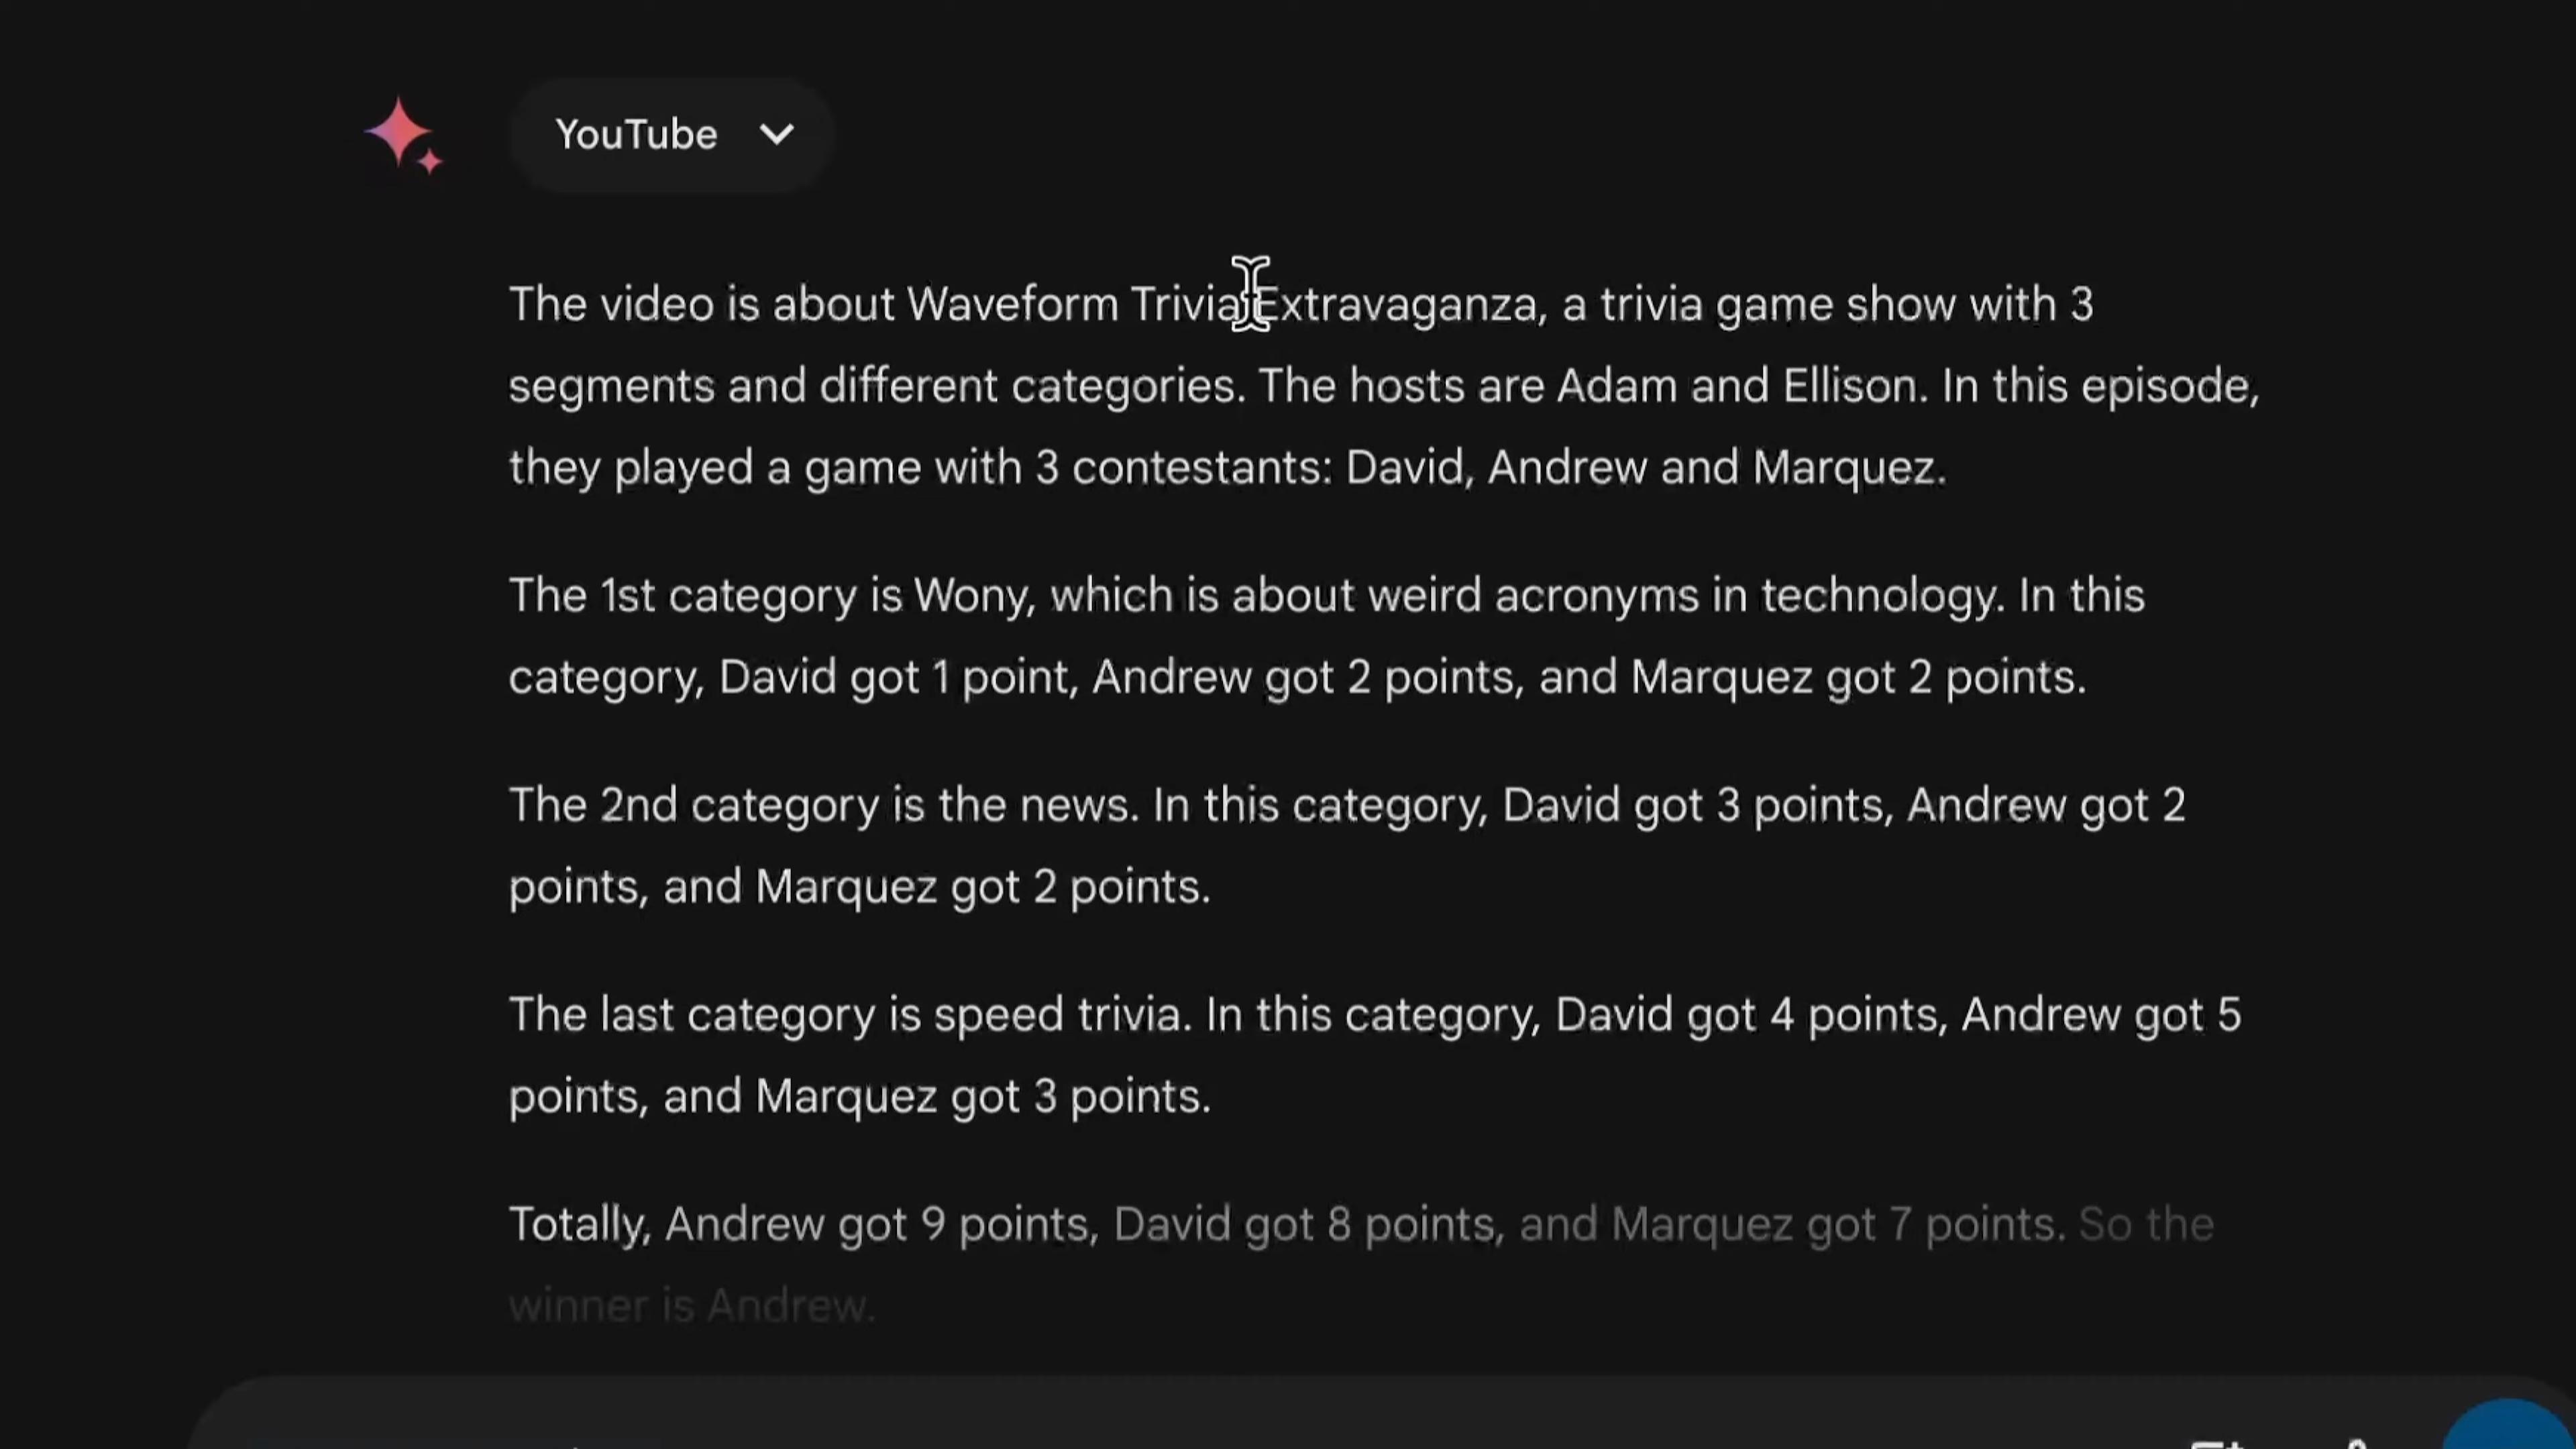 YouTube
The video is about Waveform Trivia Extravaganza, a trivia game show with 3
segments and different categories. The hosts are Adam and Ellison. In this episode,
they played a game with 3 contestants: David, Andrew and Marquez.
The 1st category is Wony, which is about weird acronyms in technology. In this
category, David got 1 point, Andrew got 2 points, and Marquez got 2 points.
The 2nd category is the news. In this category, David got 3 points, Andrew got 2
points, and Marquez got 2 points.
The last category is speed trivia. In this category, David got 4 points, Andrew got 5
points, and Marquez got 3 points.
Totally, Andrew got 9 points, David got 8 points, and Marquez got 7 points. So the
winner is Andrew.